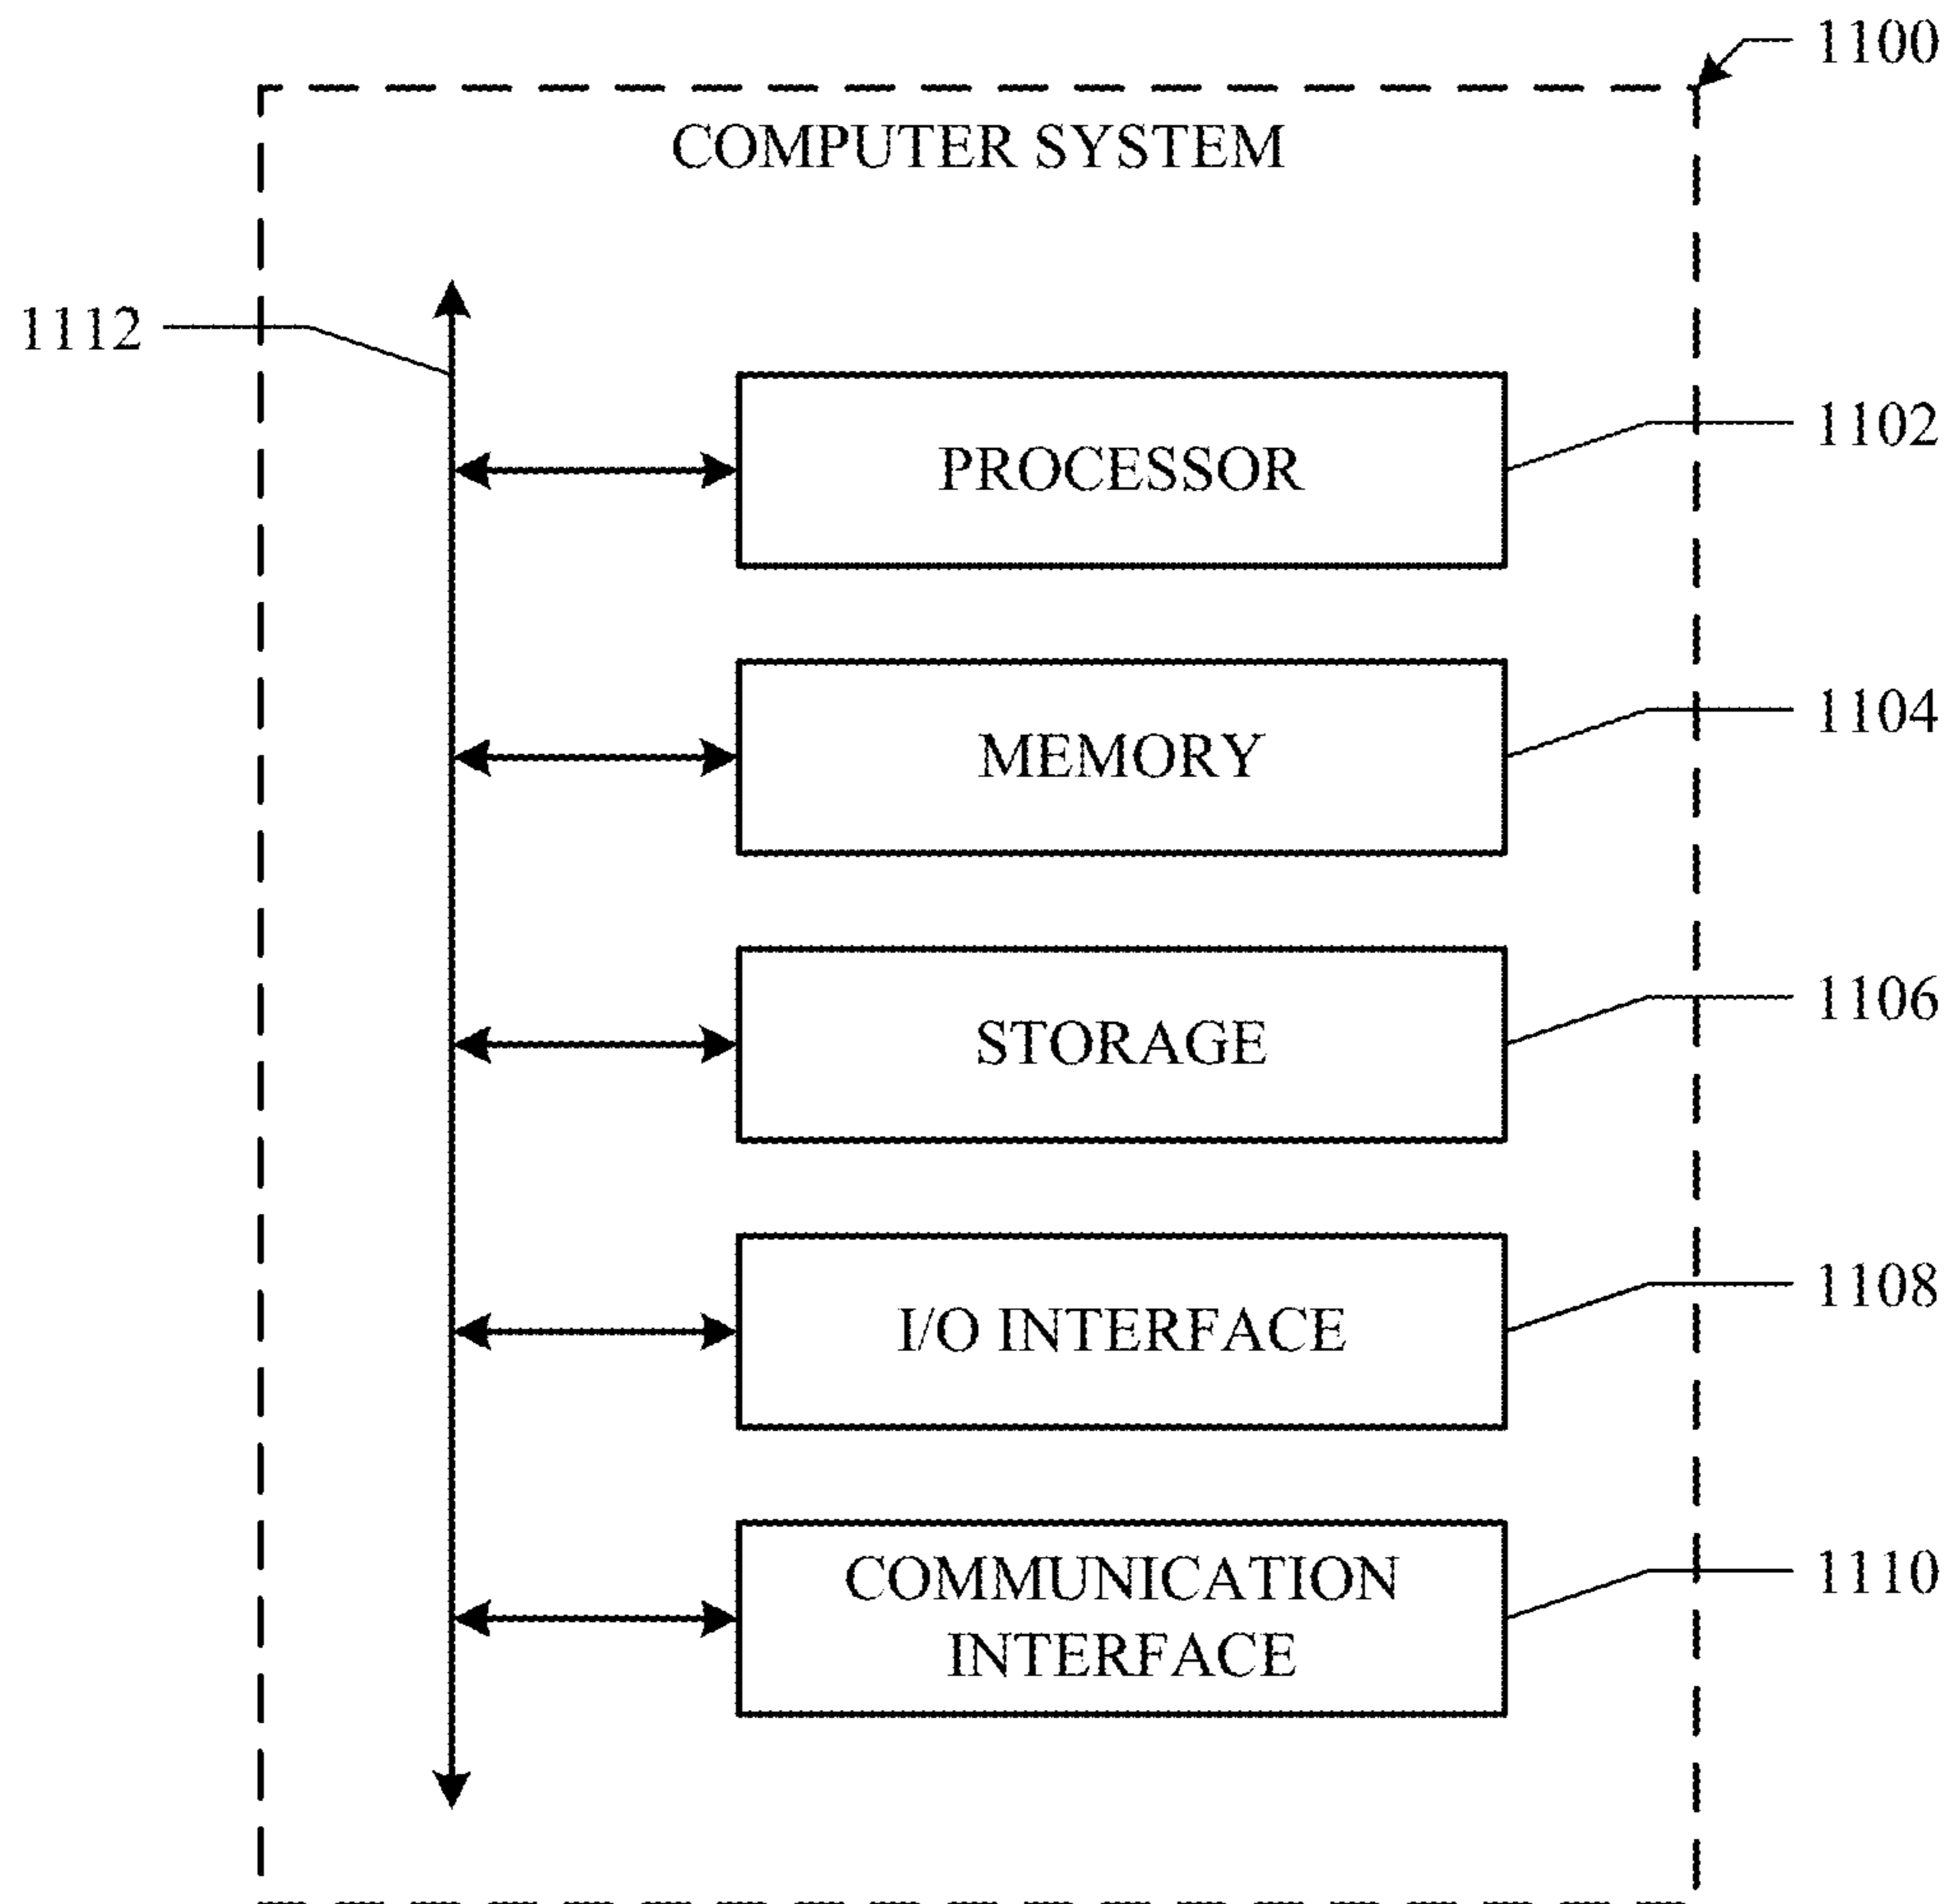 1100
COMPUTER SYSTEM
1112
PROCESSOR
1102
MEMORY
1104
STORAGE
1106
I/O INTERFACE
1108
COMMUNICATION
INTERFACE
1110